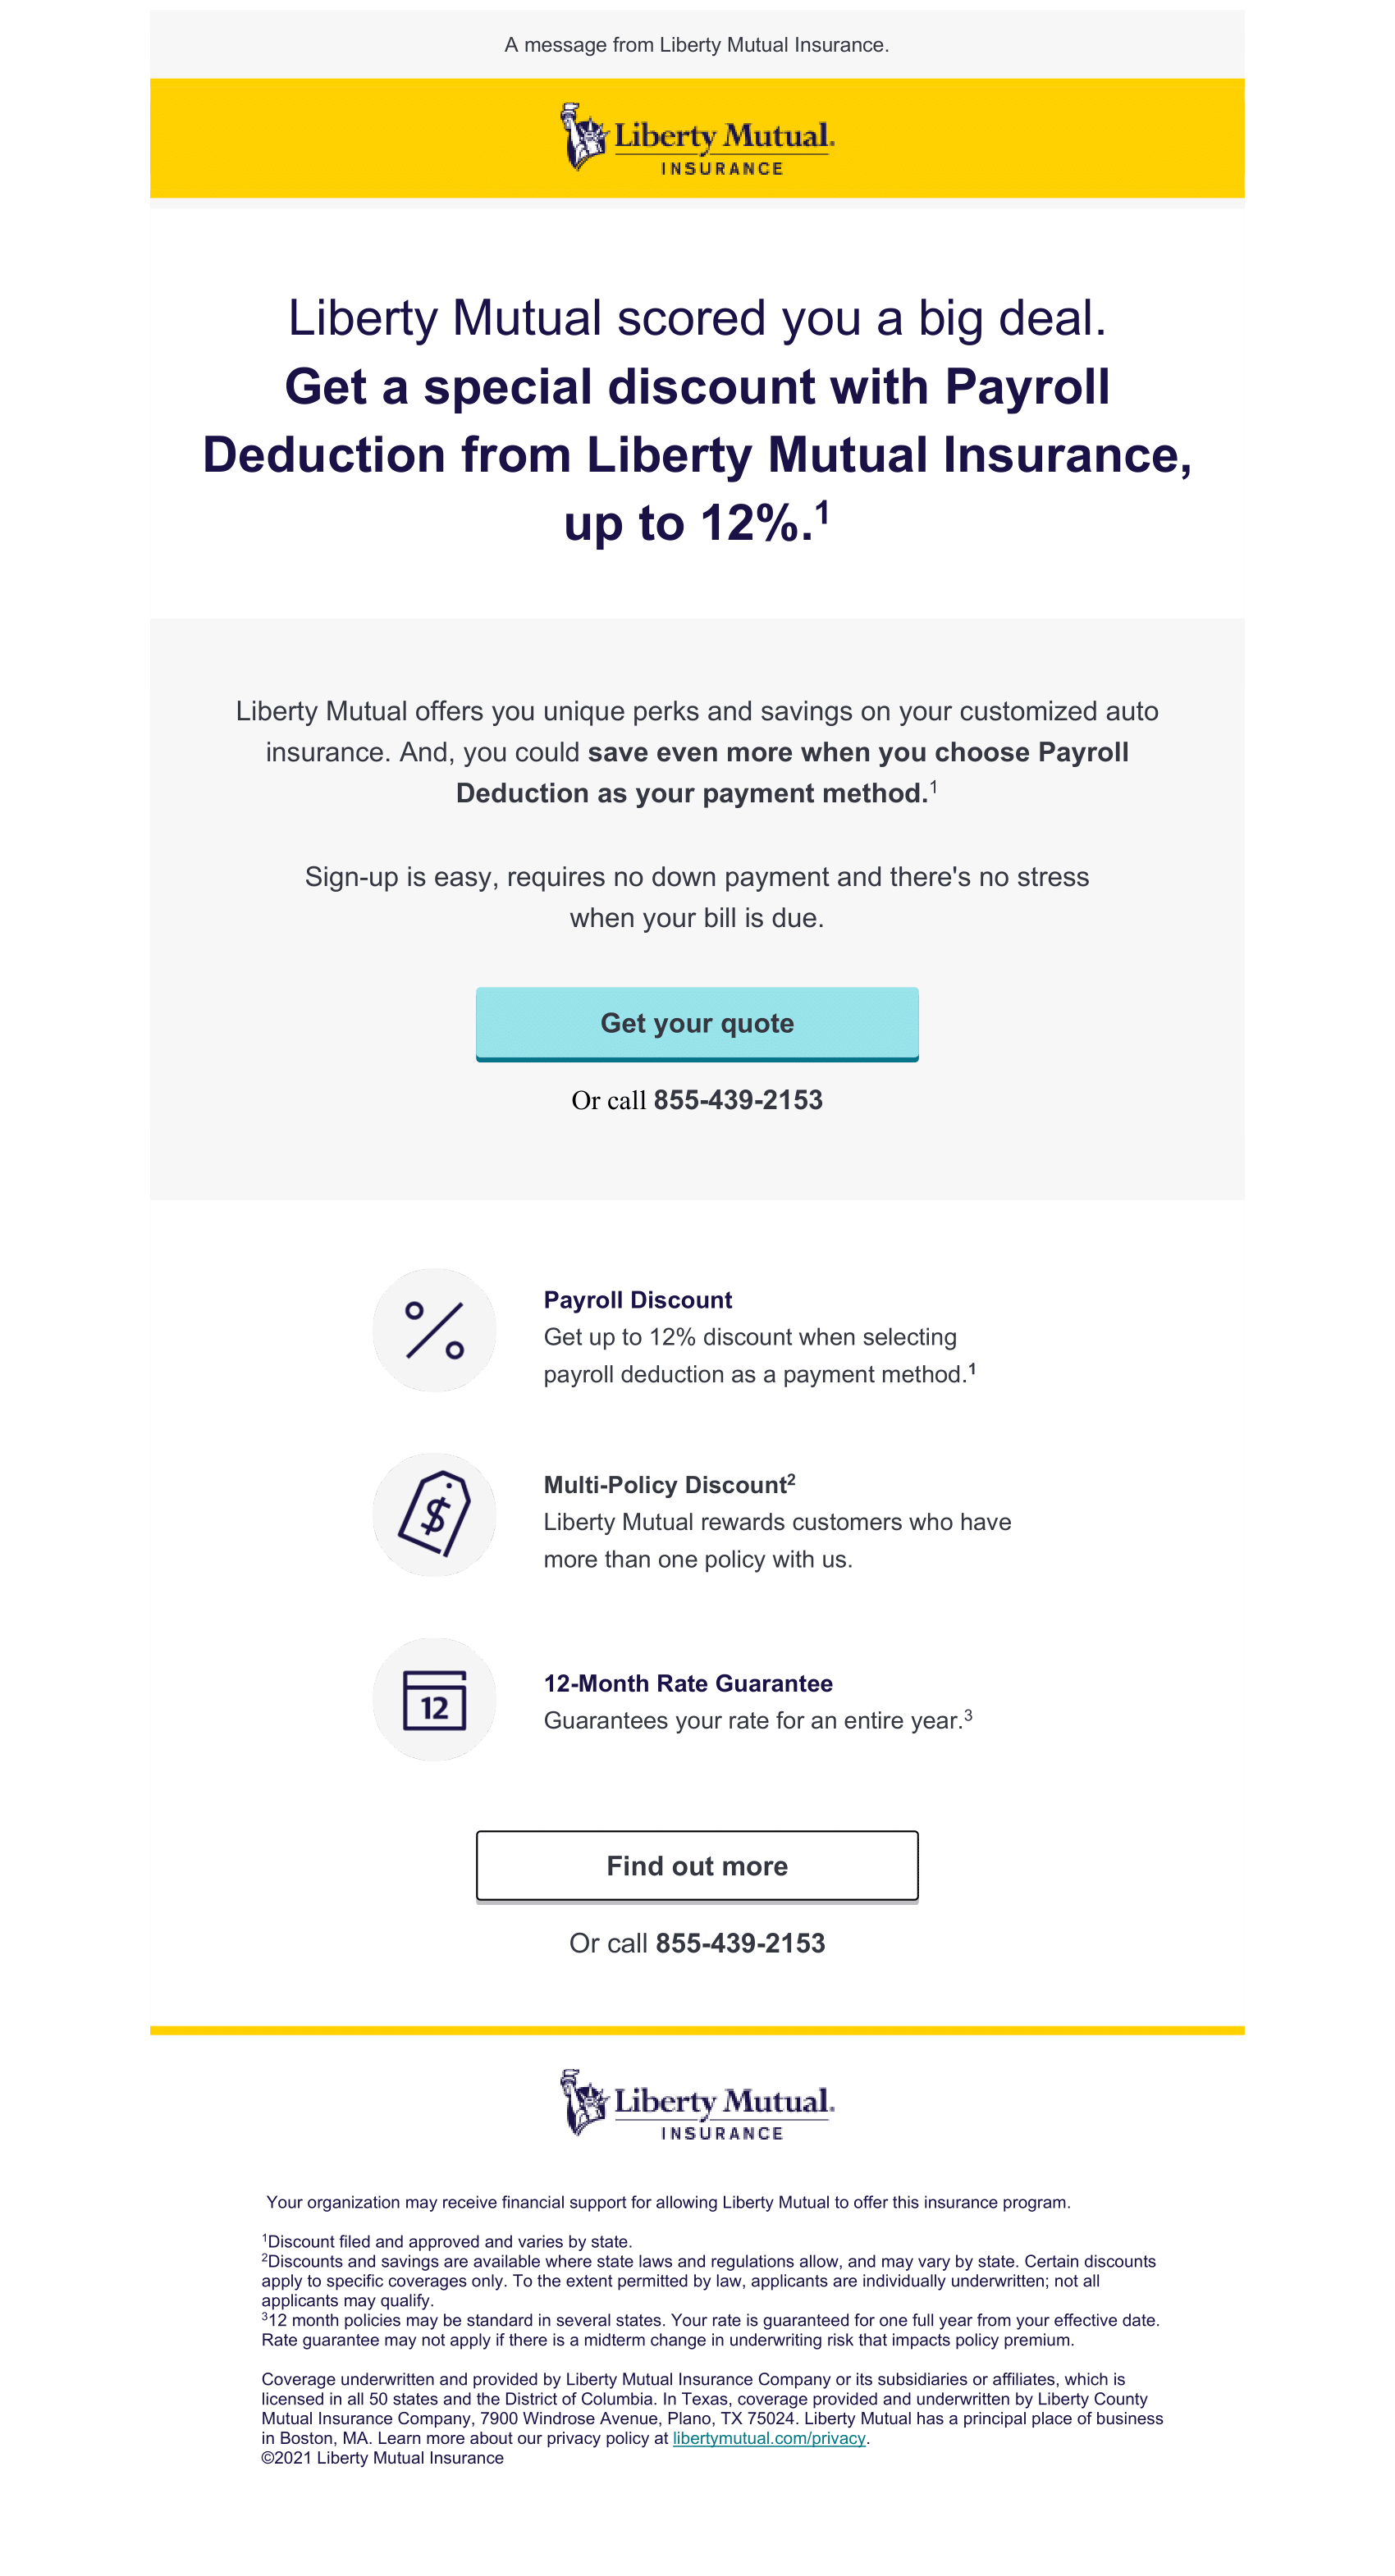 A message from Liberty Mutual Insurance.
Liberty Mutual.
INSURANCE
Liberty Mutual scored you a big deal.
Get a special discount with Payroll
Deduction from Liberty Mutual Insurance,
up to 12%.¹
Liberty Mutual offers you unique perks and savings on your customized auto
insurance. And, you could save even more when you choose Payroll
Deduction as your payment method.¹
Sign-up is easy, requires no down payment and there's no stress
when your bill is due.
Get your quote
Or call 855-439-2153
%
Payroll Discount
Get up to 12% discount when selecting
payroll deduction as a payment method.¹
$
Multi-Policy Discount²
Liberty Mutual rewards customers who have
more than one policy with us.
12
12-Month Rate Guarantee
Guarantees your rate for an entire year.³
Find out more
Or call 855-439-2153
Liberty Mutual.
INSURANCE
Your organization may receive financial support for allowing Liberty Mutual to offer this insurance program.
¹Discount filed and approved and varies by state.
²Discounts and savings are available where state laws and regulations allow, and may vary by state. Certain discounts
apply to specific coverages only. To the extent permitted by law, applicants are individually underwritten; not all
applicants may qualify.
³12 month policies may be standard in several states. Your rate is guaranteed for one full year from your effective date.
Rate guarantee may not apply if there is a midterm change in underwriting risk that impacts policy premium.
Coverage underwritten and provided by Liberty Mutual Insurance Company or its subsidiaries or affiliates, which is
licensed in all 50 states and the District of Columbia. In Texas, coverage provided and underwritten by Liberty County
Mutual Insurance Company, 7900 Windrose Avenue, Plano, TX 75024. Liberty Mutual has a principal place of business
in Boston, MA. Learn more about our privacy policy at libertymutual.com/privacy.
©2021 Liberty Mutual Insurance